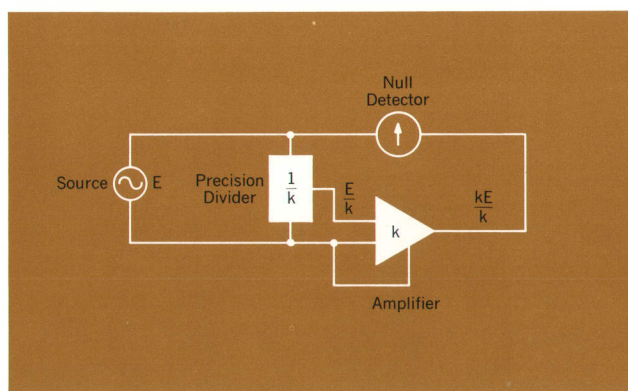 Null
Detector
Source
E
Precision
Divider
1
k
E
k
k
kE
k
Amplifier